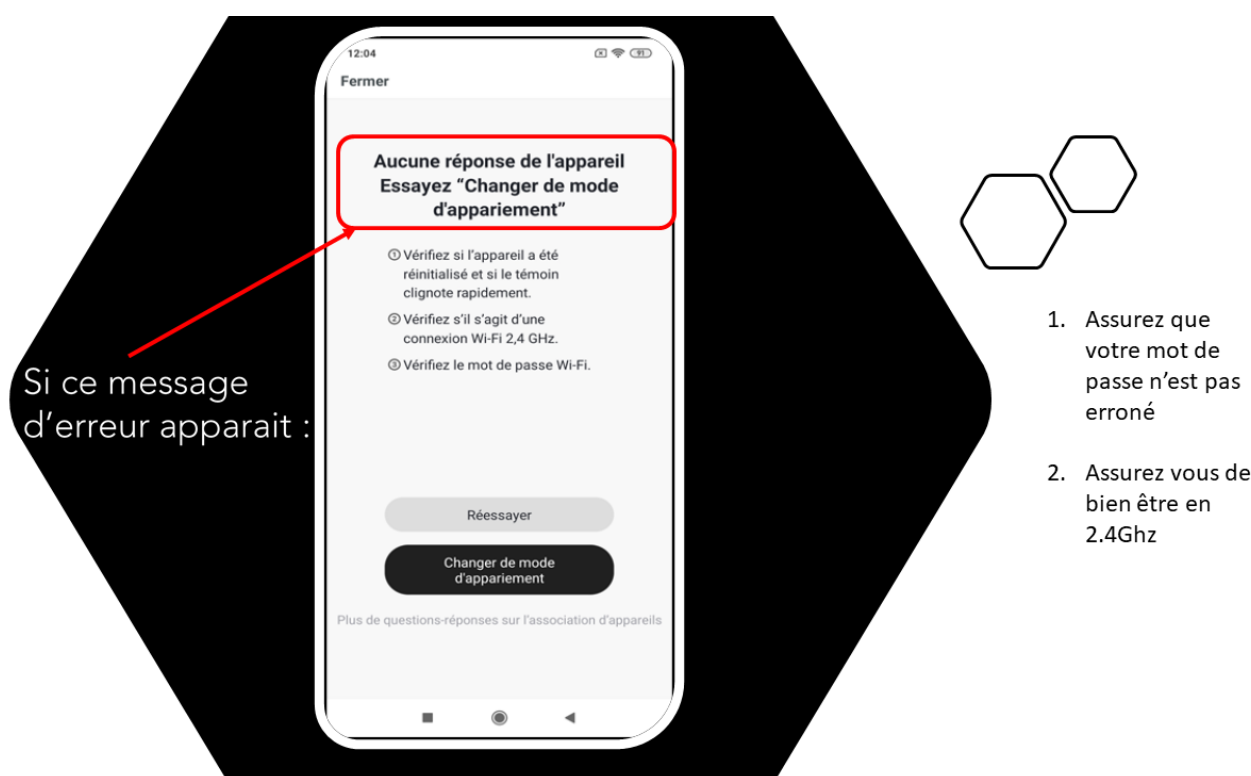 12:04
91
Fermer
Aucune réponse de l'appareil
Essayez “Changer de mode
d'appariement”
① Vérifiez si l'appareil a été
réinitialisé et si le témoin
clignote rapidement.
② Vérifiez s'il s'agit d'une
connexion Wi-Fi 2,4 GHz.
③ Vérifiez le mot de passe Wi-Fi.
Réessayer
Changer de mode
d'appariement
Plus de questions-réponses sur l'association d'appareils
Si ce message
d’erreur apparait :
1. Assurez que
votre mot de
passe n’est pas
erroné
2. Assurez vous de
bien être en
2.4Ghz